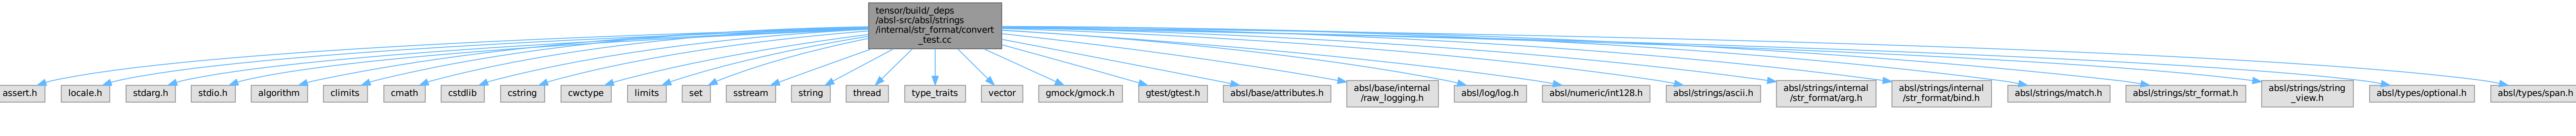 tensor/build/_deps
/absl-src/absl/strings
/internal/str_format/convert
_test.cc
assert.h
locale.h
stdarg.h
stdio.h
algorithm
climits
cmath
cstdlib
cstring
cwctype
limits
set
sstream
string
thread
type_traits
vector
gmock/gmock.h
gtest/gtest.h
absl/base/attributes.h
absl/base/internal
/raw_logging.h
absl/log/log.h
absl/numeric/int128.h
absl/strings/ascii.h
absl/strings/internal
/str_format/arg.h
absl/strings/internal
/str_format/bind.h
absl/strings/match.h
absl/strings/str_format.h
absl/strings/string
_view.h
absl/types/optional.h
absl/types/span.h